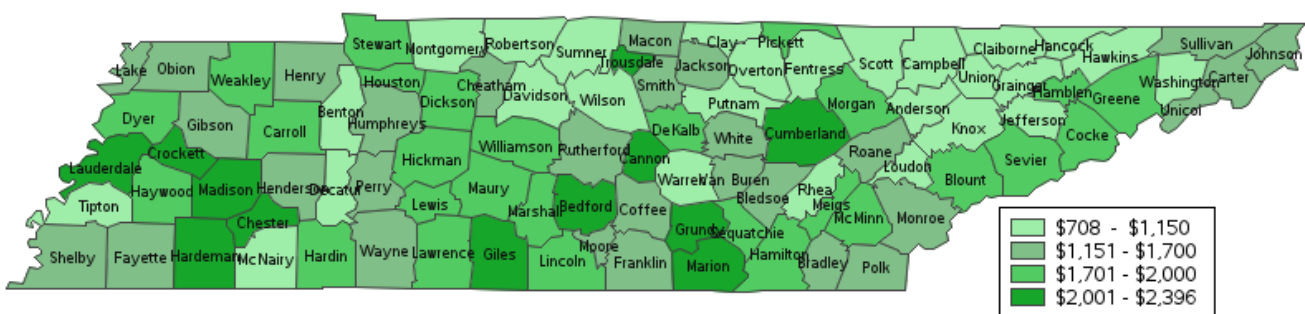 Stewart
Montgomery
Robertson
Sumner
Macon
Clay
Pickett
Claiborne
Hancock
Sullivan
Johnson
Lake
Obion
Weakley
Henry
Houston
Cheatham
Trousdale
Jackson
Overton
Fentress
Scott
Campbell
Union
Hawkins
Washington
Carter
Dickson
Davidson
Wilson
Smith
Putnam
Morgan
Anderson
Grainger
Hamblen
Greene
Unicoi
Dyer
Gibson
Carroll
Benton
Humphreys
Williamson
DeKalb
White
Cumberland
Knox
Jefferson
Cocke
Lauderdale
Crockett
Hickman
Rutherford
Cannon
Roane
Loudon
Sevier
Haywood
Madison
Henderson
Decatur
Perry
Maury
Warren
Van Buren
Bledsoe
Rhea
Blount
Tipton
Chester
Lewis
Marshall
Bedford
Coffee
Grundy
Sequatchie
Meigs
McMinn
Monroe
Shelby
Fayette
Hardeman
McNairy
Hardin
Wayne
Lawrence
Giles
Lincoln
Moore
Franklin
Marion
Hamilton
Bradley
Polk
$708 - $1,150
$1,151 - $1,700
$1,701 - $2,000
$2,001 - $2,396